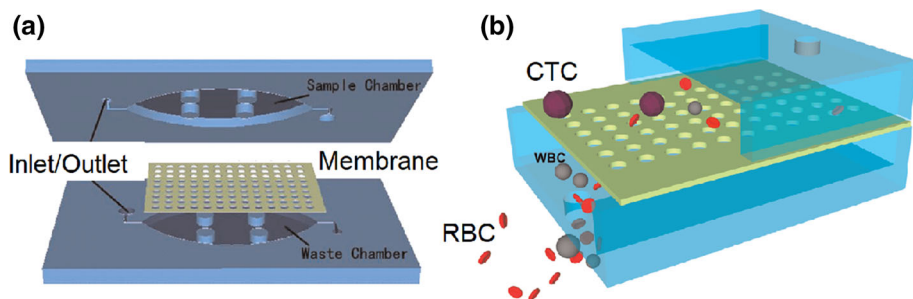 (a)
Sample Chamber
Inlet/Outlet
Membrane
Waste Chamber
(b)
CTC
WBC
RBC